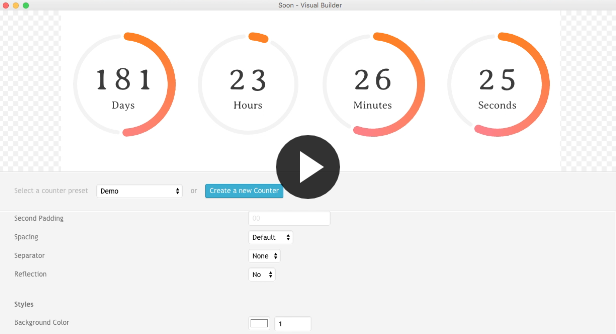 Soon - Visual Builder
181 23 26 25
Days Hours Minutes Seconds
Select a counter preset Demo or Create a new Counter
Second Padding 00
Spacing Default
Separator None
Reflection No
Styles
Background Color 1